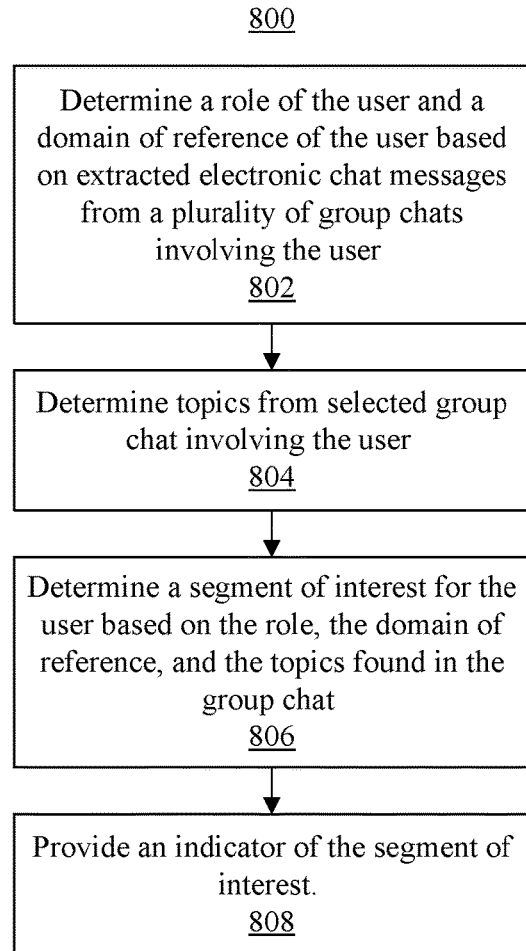 800
Determine a role of the user and a
domain of reference of the user based
on extracted electronic chat messages
from a plurality of group chats
involving the user
802
Determine topics from selected group
chat involving the user
804
Determine a segment of interest for the
user based on the role, the domain of
reference, and the topics found in the
group chat
806
Provide an indicator of the segment of
interest.
808